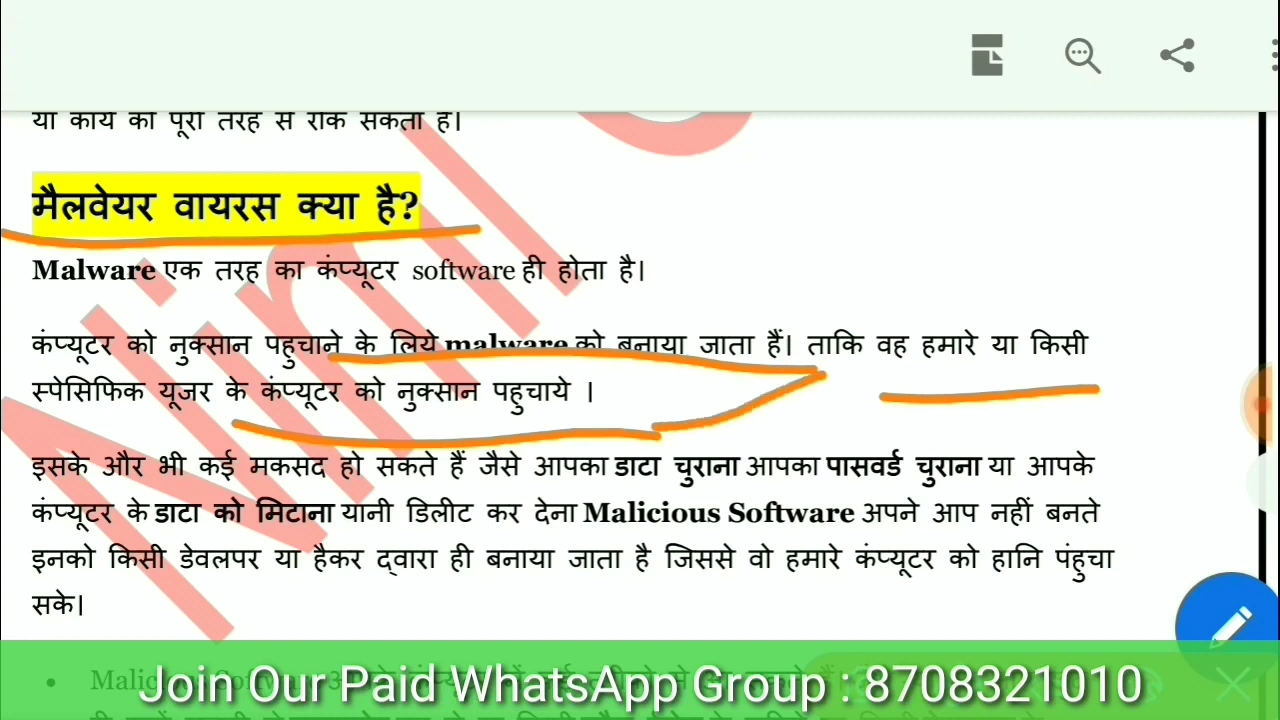 या कार्य को पूरी तरह से रोक सकता है।
मैलवेयर वायरस क्या है?
Malware एक तरह का कंप्यूटर software ही होता है।
कंप्यूटर को नुक्सान पहुचाने के लिये malware को बनाया जाता हैं। ताकि वह हमारे या किसी
स्पेसिफिक यूजर के कंप्यूटर को नुक्सान पहुचाये ।
इसके और भी कई मकसद हो सकते हैं जैसे आपका डाटा चुराना आपका पासवर्ड चुराना या आपके
कंप्यूटर के डाटा को मिटाना यानी डिलीट कर देना Malicious Software अपने आप नहीं बनते
इनको किसी डेवलपर या हैकर द्वारा ही बनाया जाता है जिससे वो हमारे कंप्यूटर को हानि पंहुचा
सके।
Join Our Paid WhatsApp Group : 8708321010